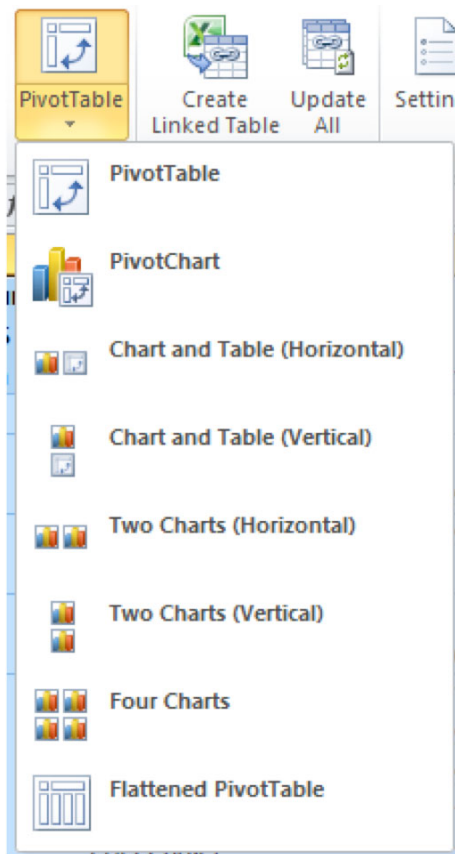 PivotTable
Create
Linked Table
Update
All
PivotTable
PivotChart
Chart and Table (Horizontal)
Chart and Table (Vertical)
Two Charts (Horizontal)
Two Charts (Vertical)
Four Charts
Flattened PivotTable